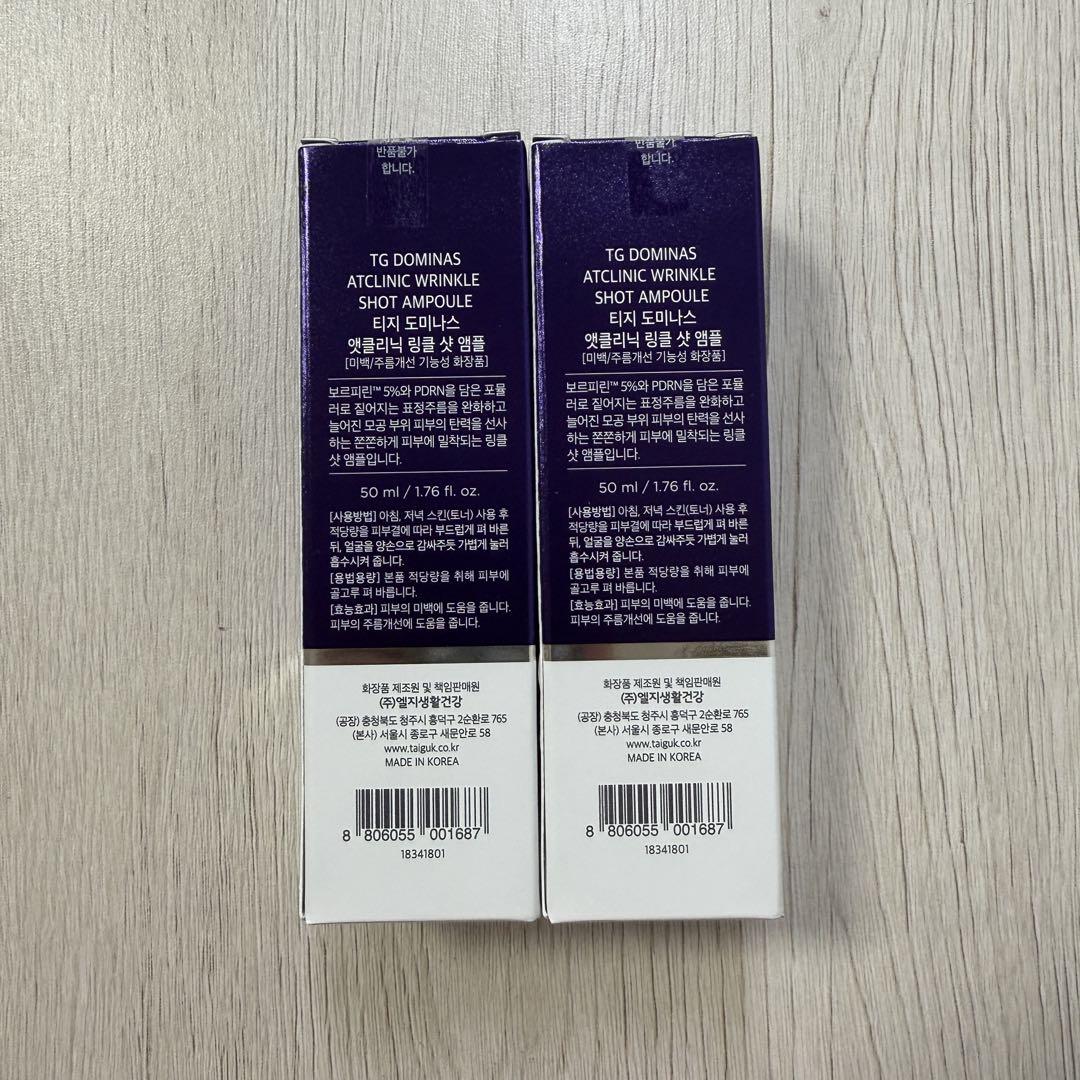 반품불가
합니다.
TG DOMINAS
ATCLINIC WRINKLE
SHOT AMPOULE
티지 도미나스
앳클리닉 링클 샷 앰플
[미백/주름개선 기능성 화장품]
보르피린™ 5%와 PDRN을 담은 포뮬
러로 짙어지는 표정주름을 완화하고
늘어진 모공 부위 피부의 탄력을 선사
하는 쫀쫀하게 피부에 밀착되는 링클
샷 앰플입니다.
50 ml / 1.76 fl. oz.
[사용방법] 아침, 저녁 스킨(토너) 사용 후
적당량을 피부결에 따라 부드럽게 펴 바른
뒤, 얼굴을 양손으로 감싸주듯 가볍게 눌러
흡수시켜 줍니다.
[용법용량] 본품 적당량을 취해 피부에
골고루 펴 바릅니다.
[효능효과] 피부의 미백에 도움을 줍니다.
피부의 주름개선에 도움을 줍니다.
화장품 제조원 및 책임판매원
(주)엘지생활건강
(공장) 충청북도 청주시 흥덕구 2순환로 765
(본사) 서울시 종로구 새문안로 58
www.taiguk.co.kr
MADE IN KOREA
8 806055 001687
18341801
반품불가
합니다.
TG DOMINAS
ATCLINIC WRINKLE
SHOT AMPOULE
티지 도미나스
앳클리닉 링클 샷 앰플
[미백/주름개선 기능성 화장품]
보르피린™ 5%와 PDRN을 담은 포뮬
러로 짙어지는 표정주름을 완화하고
늘어진 모공 부위 피부의 탄력을 선사
하는 쫀쫀하게 피부에 밀착되는 링클
샷 앰플입니다.
50 ml / 1.76 fl. oz.
[사용방법] 아침, 저녁 스킨(토너) 사용 후
적당량을 피부결에 따라 부드럽게 펴 바른
뒤, 얼굴을 양손으로 감싸주듯 가볍게 눌러
흡수시켜 줍니다.
[용법용량] 본품 적당량을 취해 피부에
골고루 펴 바릅니다.
[효능효과] 피부의 미백에 도움을 줍니다.
피부의 주름개선에 도움을 줍니다.
화장품 제조원 및 책임판매원
(주)엘지생활건강
(공장) 충청북도 청주시 흥덕구 2순환로 765
(본사) 서울시 종로구 새문안로 58
www.taiguk.co.kr
MADE IN KOREA
8 806055 001687
18341801